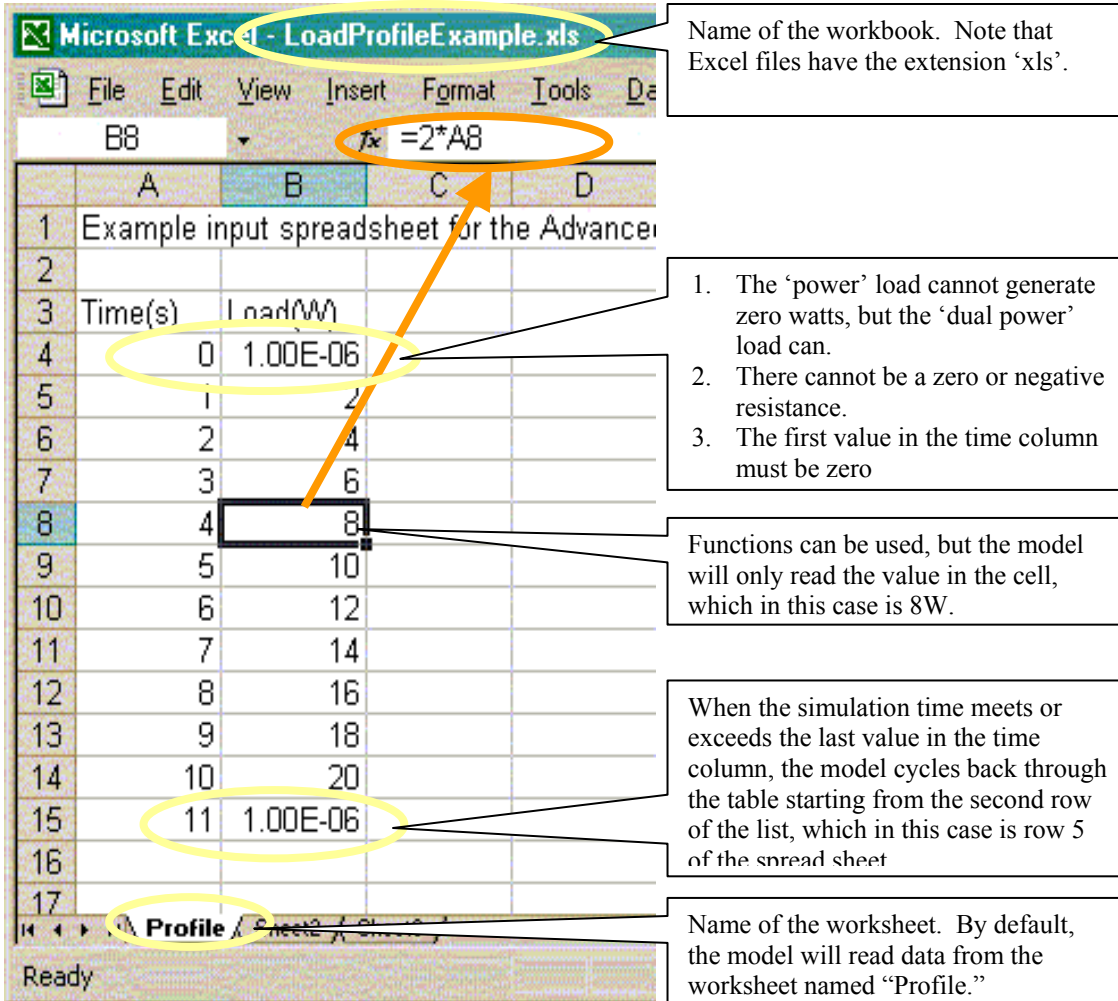 Microsoft Excel - LoadProfileExample.xls
File Edit View Insert Format Tools Da
B8 fx =2*A8
A B C D
1 Example input spreadsheet for the Advance
2
3 Time(s) Load(W)
4 0 1.00E-06
5 1 2
6 2 4
7 3 6
8 4 8
9 5 10
10 6 12
11 7 14
12 8 16
13 9 18
14 10 20
15 11 1.00E-06
16
17
Profile Sheet2
Ready
Name of the workbook. Note that
Excel files have the extension ‘xls’.
1. The ‘power’ load cannot generate
zero watts, but the ‘dual power’
load can.
2. There cannot be a zero or negative
resistance.
3. The first value in the time column
must be zero
Functions can be used, but the model
will only read the value in the cell,
which in this case is 8W.
When the simulation time meets or
exceeds the last value in the time
column, the model cycles back through
the table starting from the second row
of the list, which in this case is row 5
of the spread sheet
Name of the worksheet. By default,
the model will read data from the
worksheet named “Profile.”